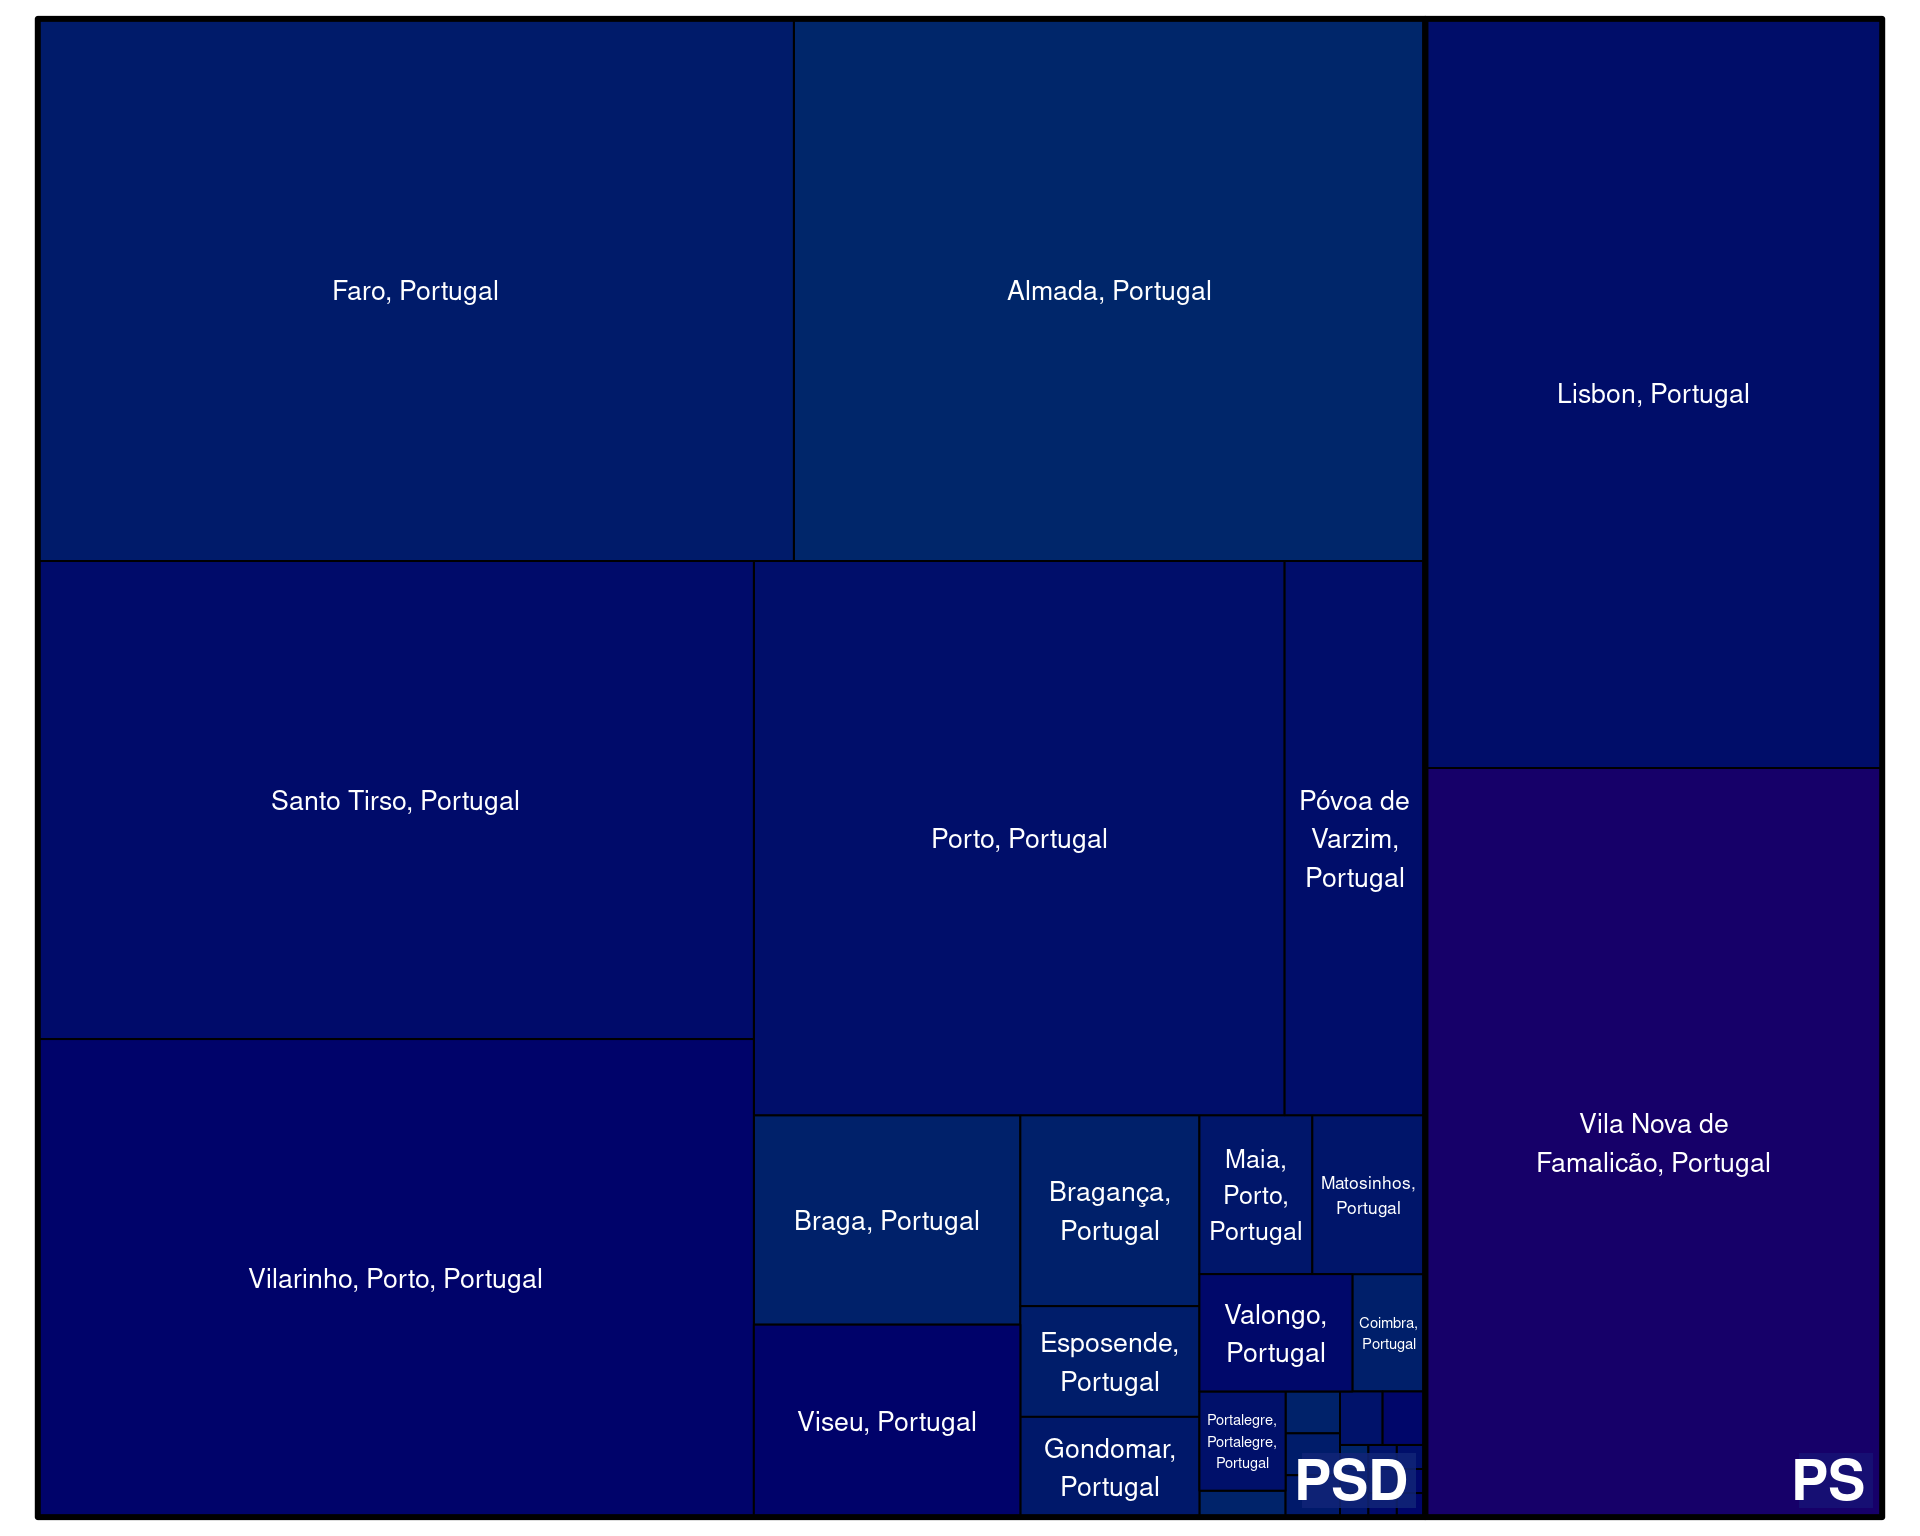 Faro, Portugal
Almada, Portugal
Lisbon, Portugal
Santo Tirso, Portugal
Porto, Portugal
Póvoa de
Varzim,
Portugal
Vilarinho, Porto, Portugal
Braga, Portugal
Bragança,
Portugal
Maia,
Porto,
Portugal
Matosinhos,
Portugal
Vila Nova de
Famalicão, Portugal
Viseu, Portugal
Esposende,
Portugal
Valongo,
Portugal
Coimbra,
Portugal
Gondomar,
Portugal
Portalegre,
Portalegre,
Portugal
PSD
PS